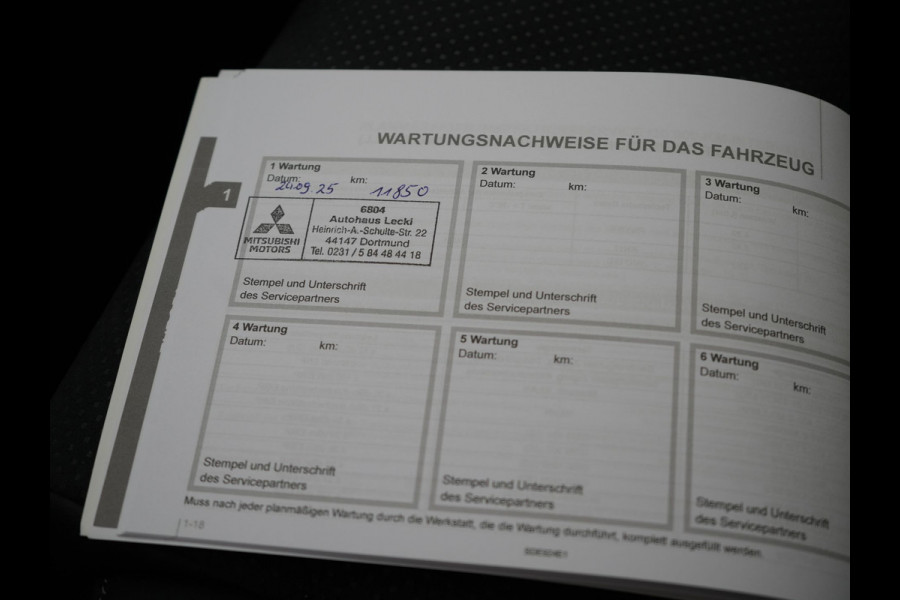 WARTUNGSNACHWEISE FÜR DAS FAHRZEUG
1
1 Wartung
Datum: km:
24.09.25 11850
MITSUBISHI
MOTORS
6804
Autohaus Lecki
Heinrich-A.-Schulte-Str. 22
44147 Dortmund
Tel. 0231 / 5 84 48 44 18
Stempel und Unterschrift
des Servicepartners
2 Wartung
Datum: km:
Stempel und Unterschrift
des Servicepartners
3 Wartung
Datum: km:
Stempel und Unterschrift
des Servicepartners
4 Wartung
Datum: km:
Stempel und Unterschrift
des Servicepartners
5 Wartung
Datum: km:
Stempel und Unterschrift
des Servicepartners
6 Wartung
Datum: km:
Stempel und Unterschrift
des Servicepartners
Muss nach jeder planmäßigen Wartung durch die Werkstatt, die die Wartung durchführt, komplett ausgefüllt werden.
1-18